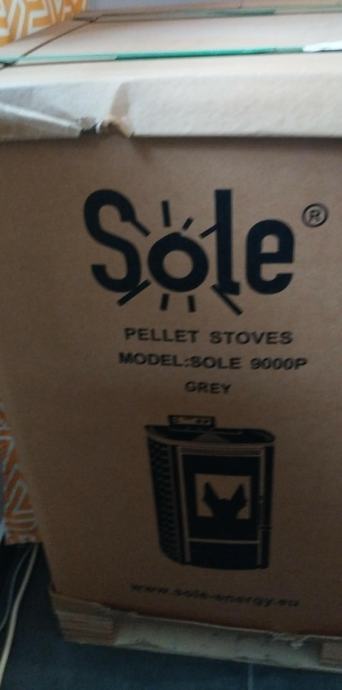 Sole®
PELLET STOVES
MODEL:SOLE 9000P
GREY
www.sole-energy.eu